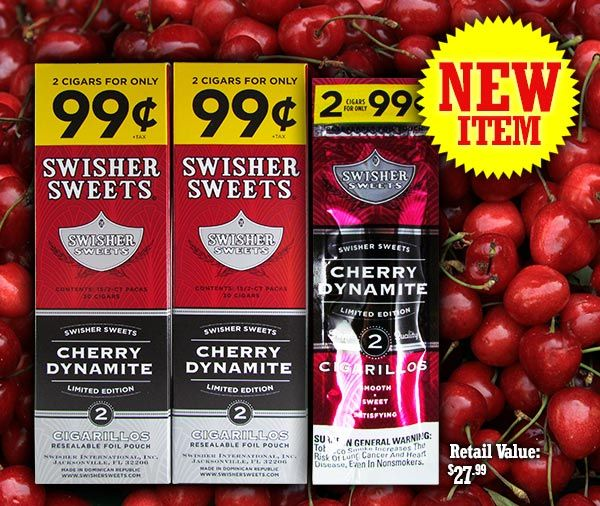 2 CIGARS FOR ONLY
99¢
+TAX
SWISHER
SWEETS
SWISHER
SWEETS
CONTENTS: 15/2-CT PACKS
30 CIGARS
SWISHER SWEETS
CHERRY
DYNAMITE
LIMITED EDITION
2
CIGARILLOS
RESEALABLE FOIL POUCH
SWISHER INTERNATIONAL, INC.
JACKSONVILLE, FL 32206
MADE IN DOMINICAN REPUBLIC
WWW.SWISHERSWEETS.COM
2 CIGARS FOR ONLY
99¢
+TAX
SWISHER
SWEETS
SWISHER
SWEETS
CONTENTS: 15/2-CT PACKS
30 CIGARS
SWISHER SWEETS
CHERRY
DYNAMITE
LIMITED EDITION
2
CIGARILLOS
RESEALABLE FOIL POUCH
SWISHER INTERNATIONAL, INC.
JACKSONVILLE, FL 32206
MADE IN DOMINICAN REPUBLIC
WWW.SWISHERSWEETS.COM
2 CIGARS FOR ONLY 99¢
SWISHER
SWEETS
SWISHER SWEETS
CHERRY
DYNAMITE
LIMITED EDITION
2 Quality
CIGARILLOS
SMOOTH
SWEET
SATISFYING
GENERAL WARNING:
Smoke Increases The
Risk Of Lung Cancer And Heart
Disease, Even In Nonsmokers.
NEW
ITEM
Retail Value:
$27.99